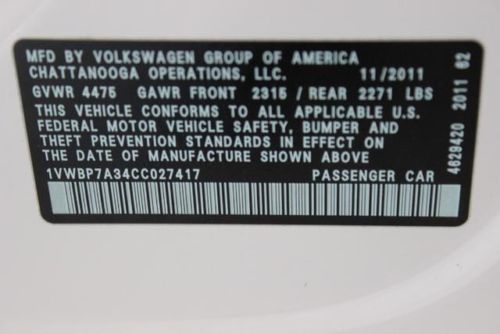 MFD BY VOLKSWAGEN GROUP OF AMERICA
CHATTANOOGA OPERATIONS, LLC. 11/2011
GVWR 4475 GAWR FRONT 2315 / REAR 2271 LBS
THIS VEHICLE CONFORMS TO ALL APPLICABLE U.S.
FEDERAL MOTOR VEHICLE SAFETY, BUMPER AND
THEFT PREVENTION STANDARDS IN EFFECT ON
THE DATE OF MANUFACTURE SHOWN ABOVE
1VWBP7A34CC027417 PASSENGER CAR
4629420 2011 62